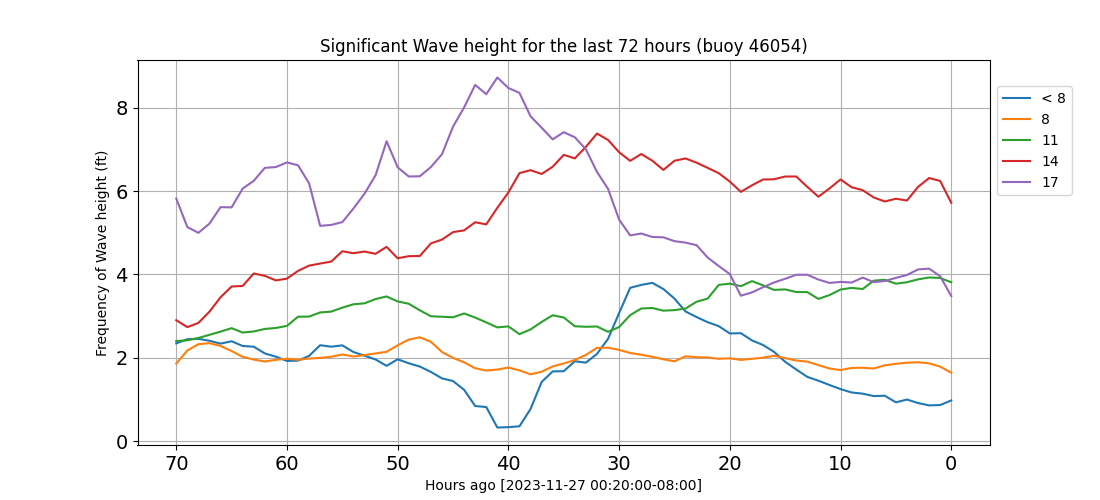 Significant Wave height for the last 72 hours (buoy 46054)
Frequency of Wave height (ft)
8
6
4
2
0
70 60 50 40 30 20 10 0
Hours ago [2023-11-27 00:20:00-08:00]
< 8
8
11
14
17